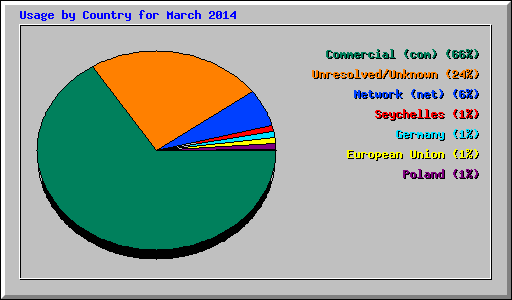 Usage by Country for March 2014
Commercial (com) (66%)
Unresolved/Unknown (24%)
Network (net) (6%)
Seychelles (1%)
Germany (1%)
European Union (1%)
Poland (1%)